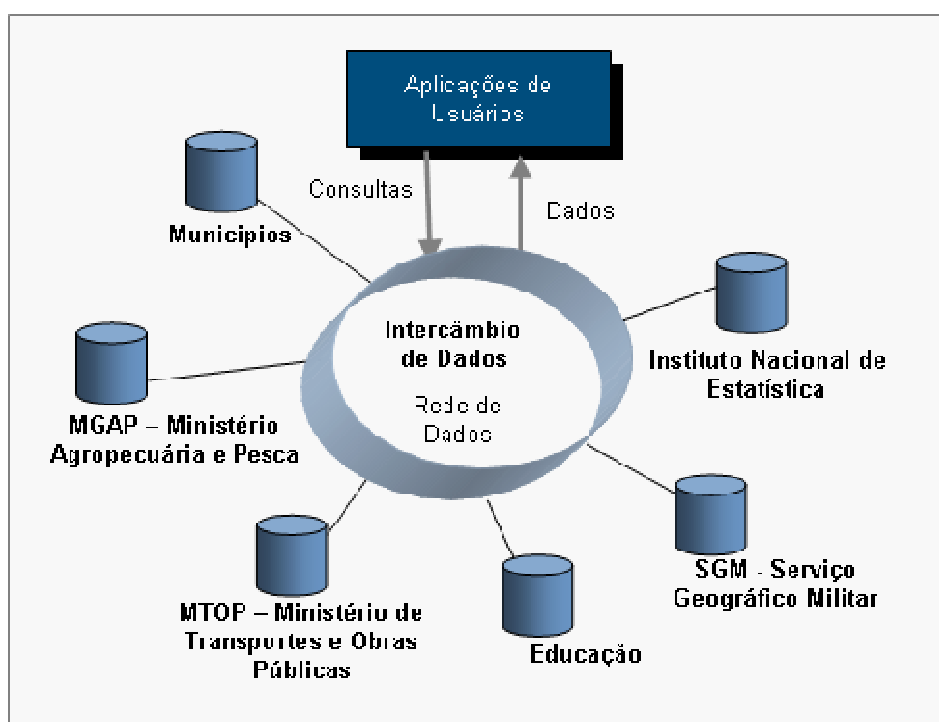 Aplicações de
Usuários
Consultas
Dados
Municípios
Intercâmbio
de Dados
Rede de
Dados
Instituto Nacional de
Estatística
MGAP – Ministério
Agropecuária e Pesca
SGM - Serviço
Geográfico Militar
MTOP – Ministério de
Transportes e Obras
Públicas
Educação